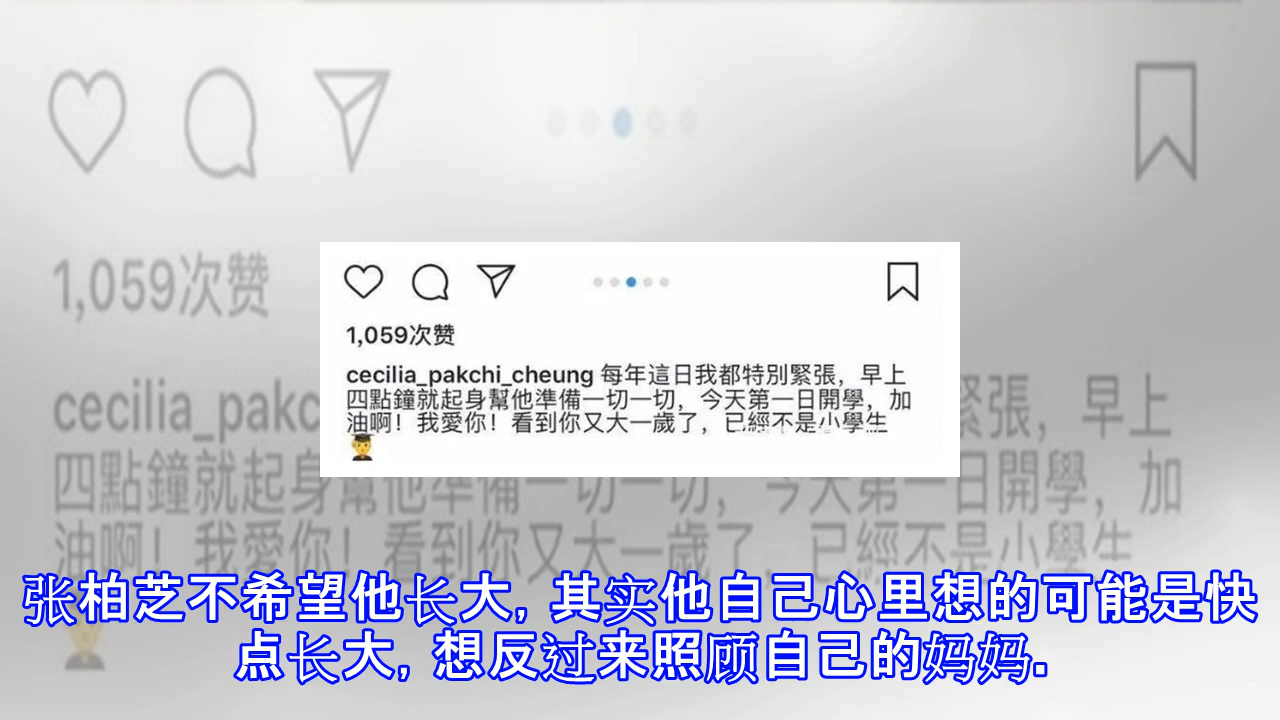 1,059次赞
cecilia_pakchi_cheung 每年這日我都特別緊張，早上
四點鐘就起身幫他準備一切一切，今天第一日開學，加
油啊！我愛你！看到你又大一歲了，已經不是小學生
张柏芝不希望他长大, 其实他自己心里想的可能是快
点长大, 想反过来照顾自己的妈妈.